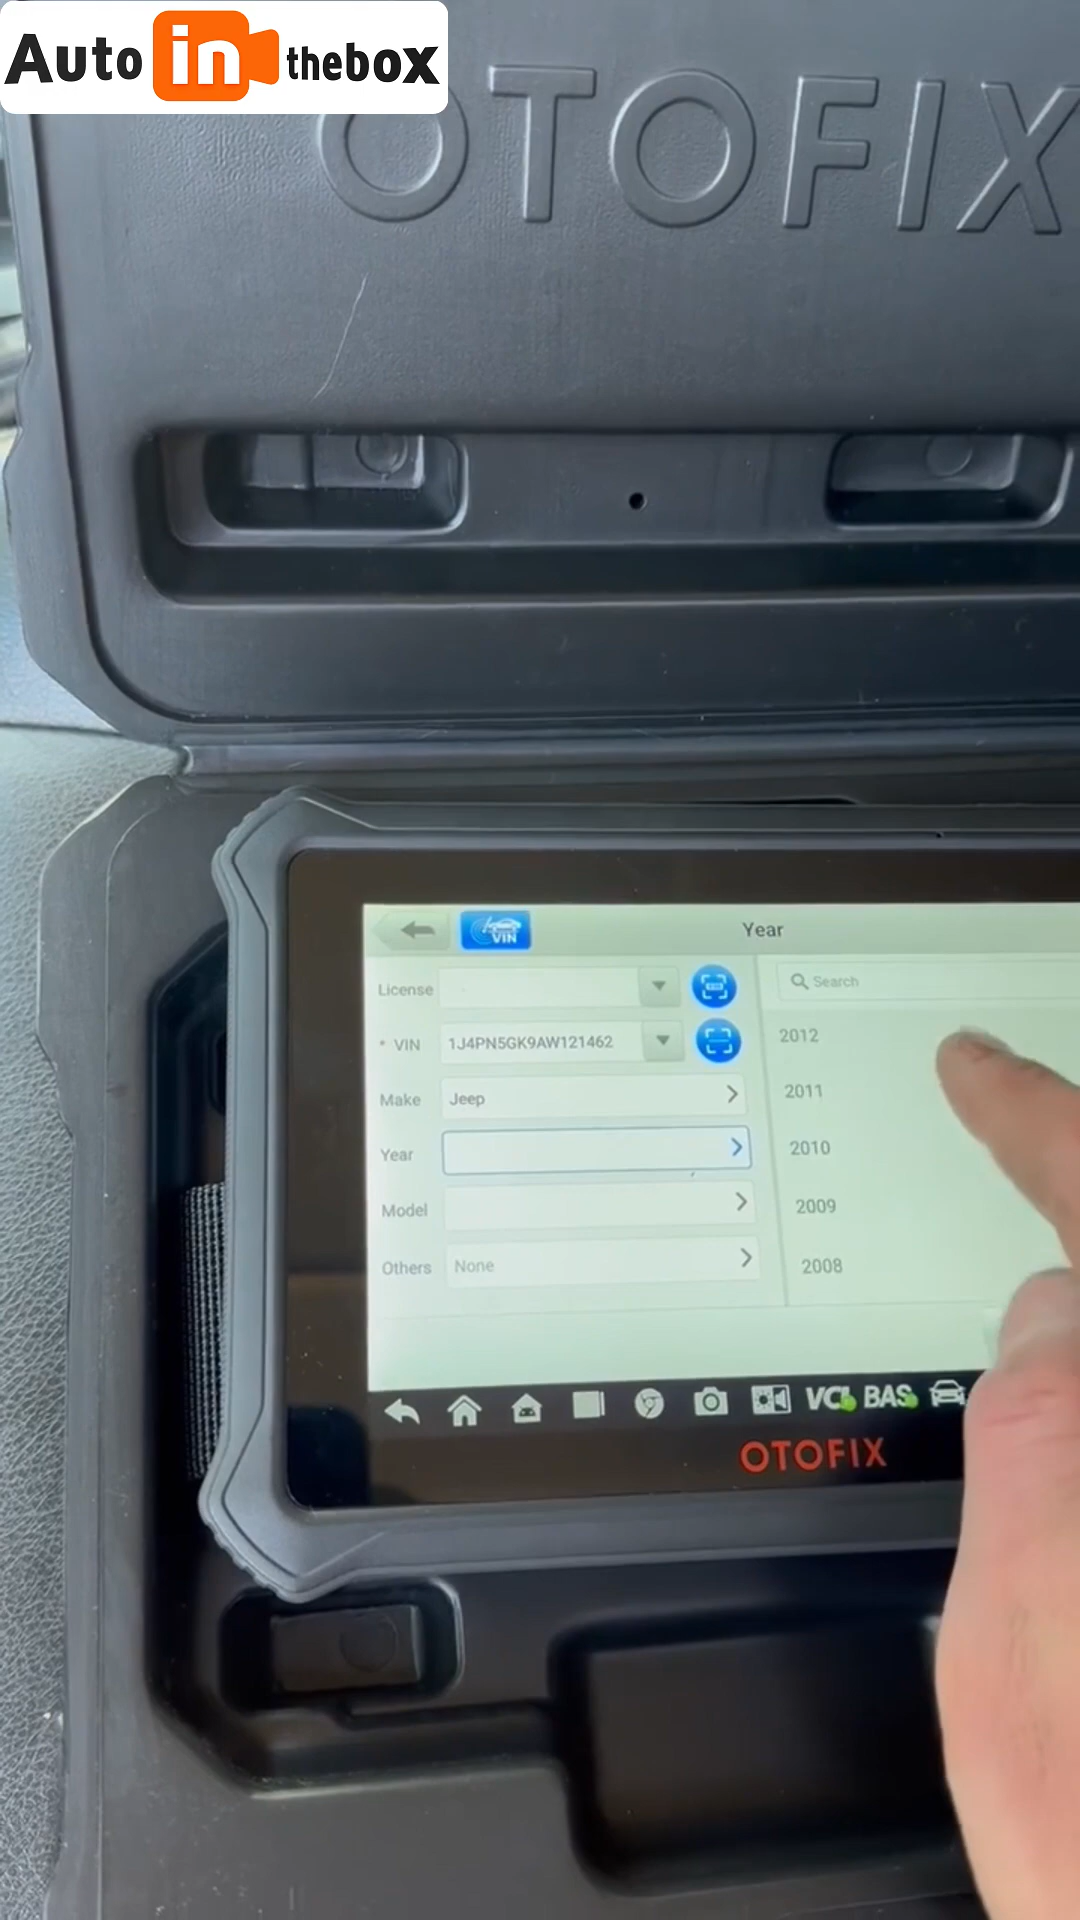 Auto in thebox
OTOFIX
VIN
Year
License
Search
* VIN 1J4PN5GK9AW121462
2012
Make Jeep
2011
Year
2010
Model
2009
Others None
2008
VCI BAS
OTOFIX